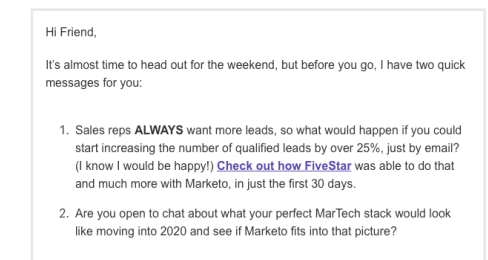 Hi Friend,
It's almost time to head out for the weekend, but before you go, I have two quick
messages for you:
1. Sales reps ALWAYS want more leads, so what would happen if you could
start increasing the number of qualified leads by over 25%, just by email?
(I know I would be happy!) Check out how FiveStar was able to do that
and much more with Marketo, in just the first 30 days.
2. Are you open to chat about what your perfect MarTech stack would look
like moving into 2020 and see if Marketo fits into that picture?